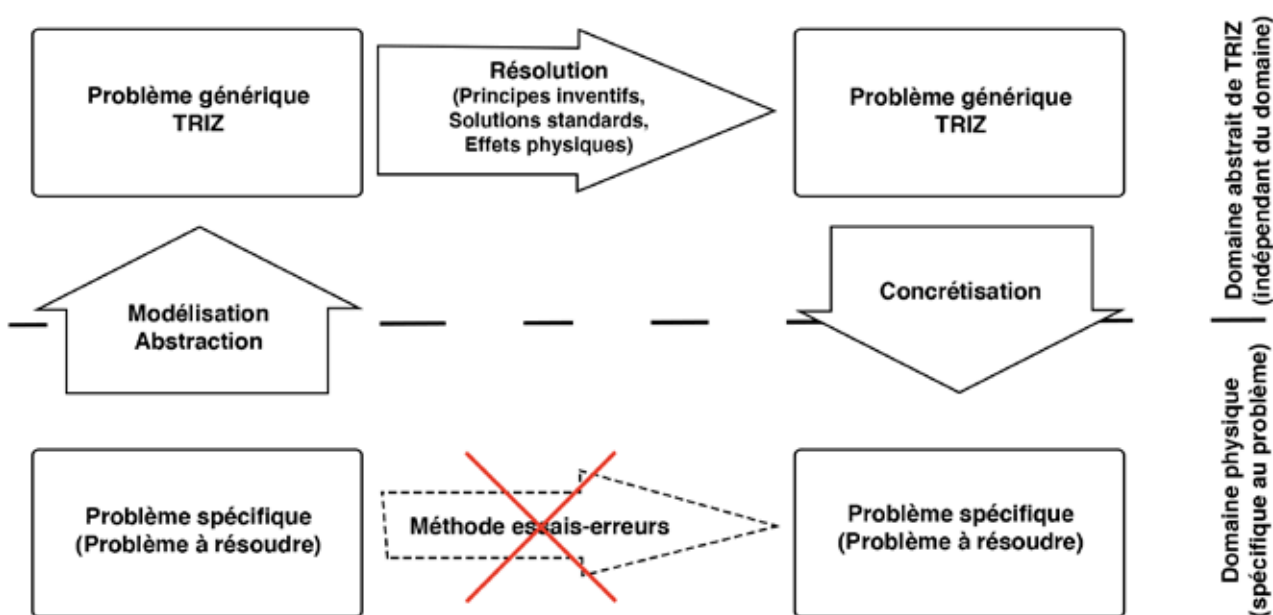 Problème générique
TRIZ
Résolution
(Principes inventifs,
Solutions standards,
Effets physiques)
Problème générique
TRIZ
Domaine abstrait de TRIZ
(indépendant du domaine)
Modélisation
Abstraction
Concrétisation
Problème spécifique
(Problème à résoudre)
Méthode essais-erreurs
Problème spécifique
(Problème à résoudre)
Domaine physique
(spécifique au problème)